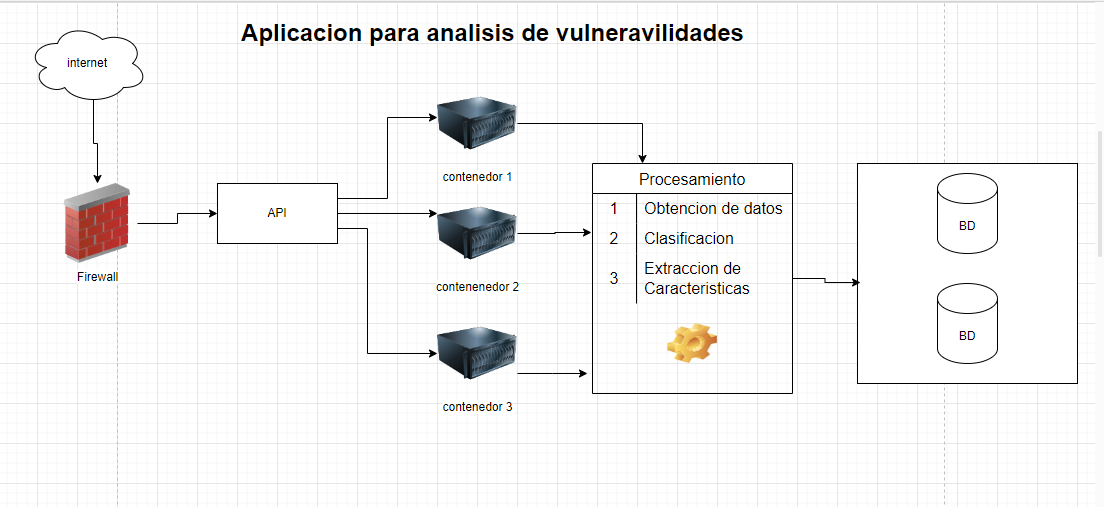 Aplicacion para analisis de vulneravilidades
internet
Firewall
API
contenedor 1
contenenedor 2
contenedor 3
Procesamiento
1 Obtencion de datos
2 Clasificacion
3 Extraccion de
Caracteristicas
BD
BD